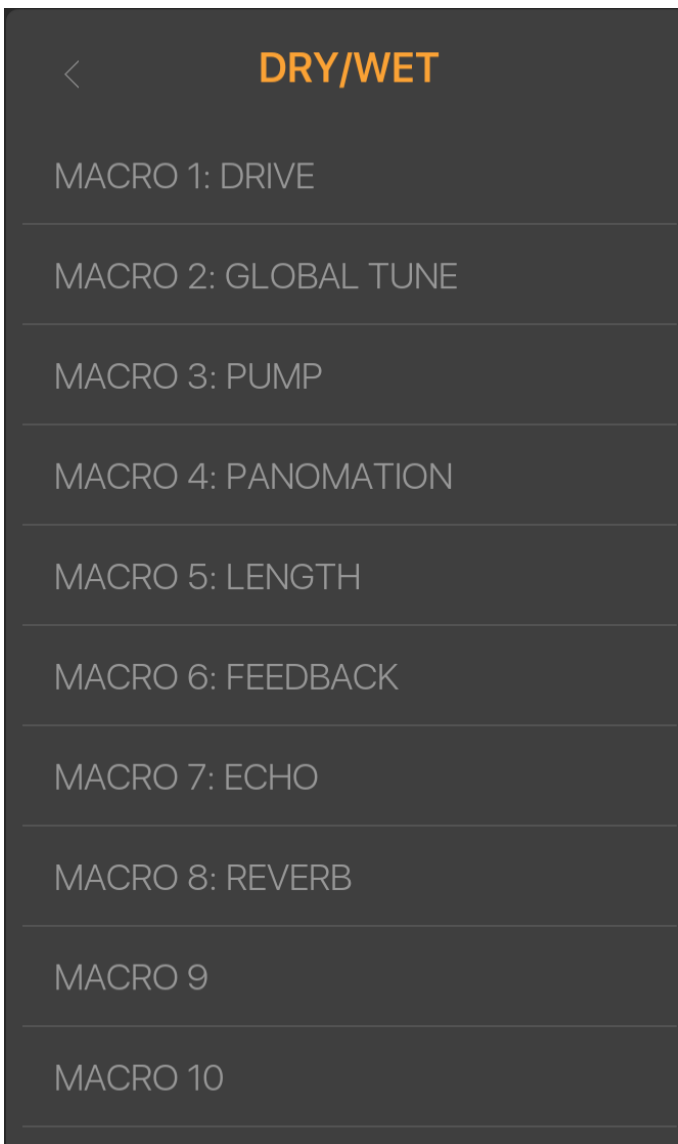 DRY/WET
MACRO 1: DRIVE
MACRO 2: GLOBAL TUNE
MACRO 3: PUMP
MACRO 4: PANOMATION
MACRO 5: LENGTH
MACRO 6: FEEDBACK
MACRO 7: ECHO
MACRO 8: REVERB
MACRO 9
MACRO 10